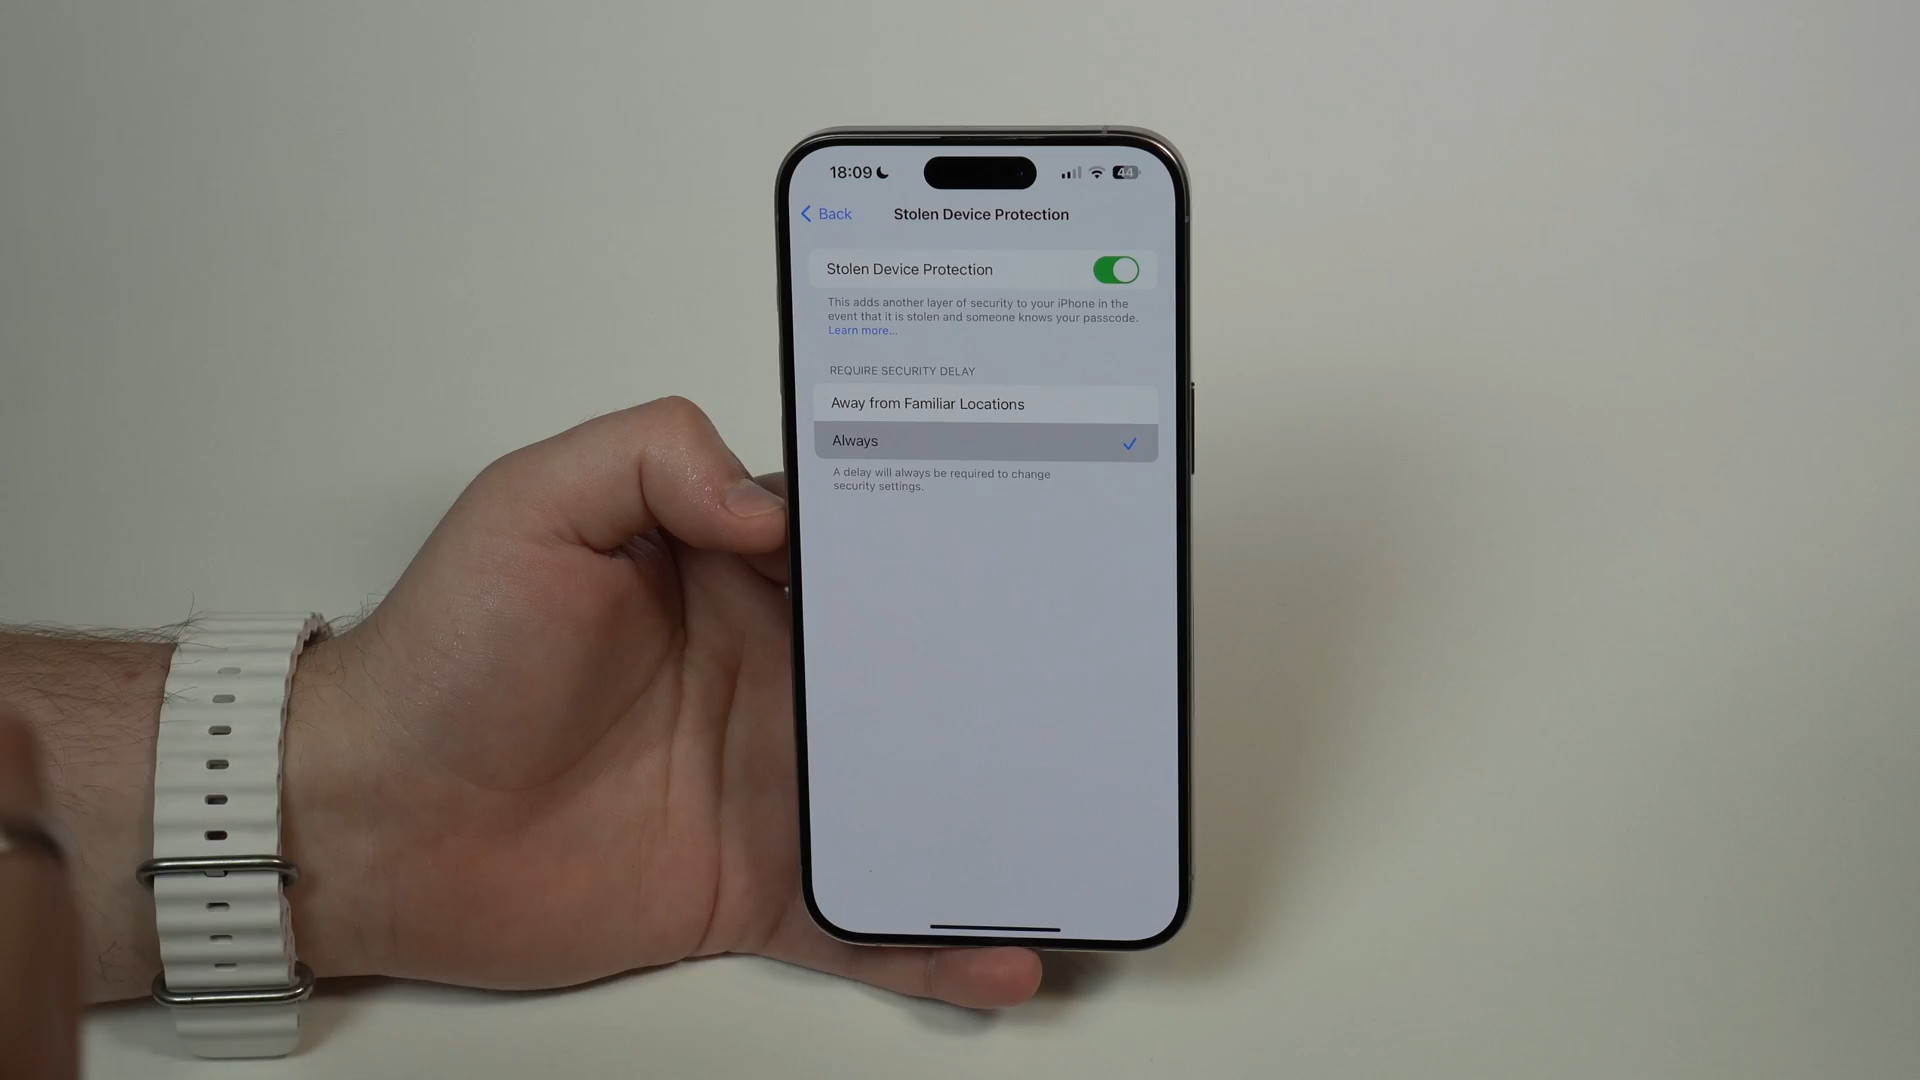 18:09
44
Back
Stolen Device Protection
Stolen Device Protection
This adds another layer of security to your iPhone in the
event that it is stolen and someone knows your passcode.
Learn more...
REQUIRE SECURITY DELAY
Away from Familiar Locations
Always
A delay will always be required to change
security settings.